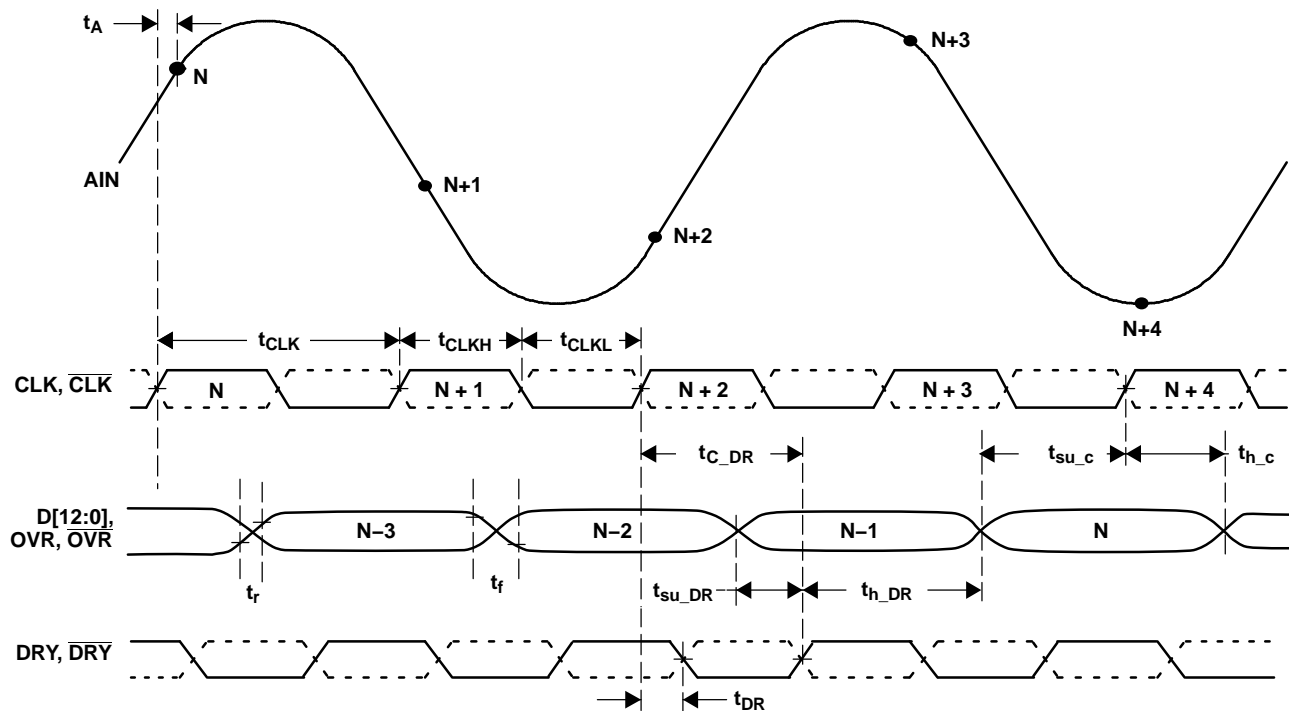 tA
N
N+3
AIN
N+1
N+2
N+4
tCLK
tCLKH
tCLKL
CLK, CLK
N
N + 1
N + 2
N + 3
N + 4
tC_DR
tsu_c
th_c
D[12:0],
OVR, OVR
N–3
N–2
N–1
N
tr
tf
tsu_DR
th_DR
DRY, DRY
tDR